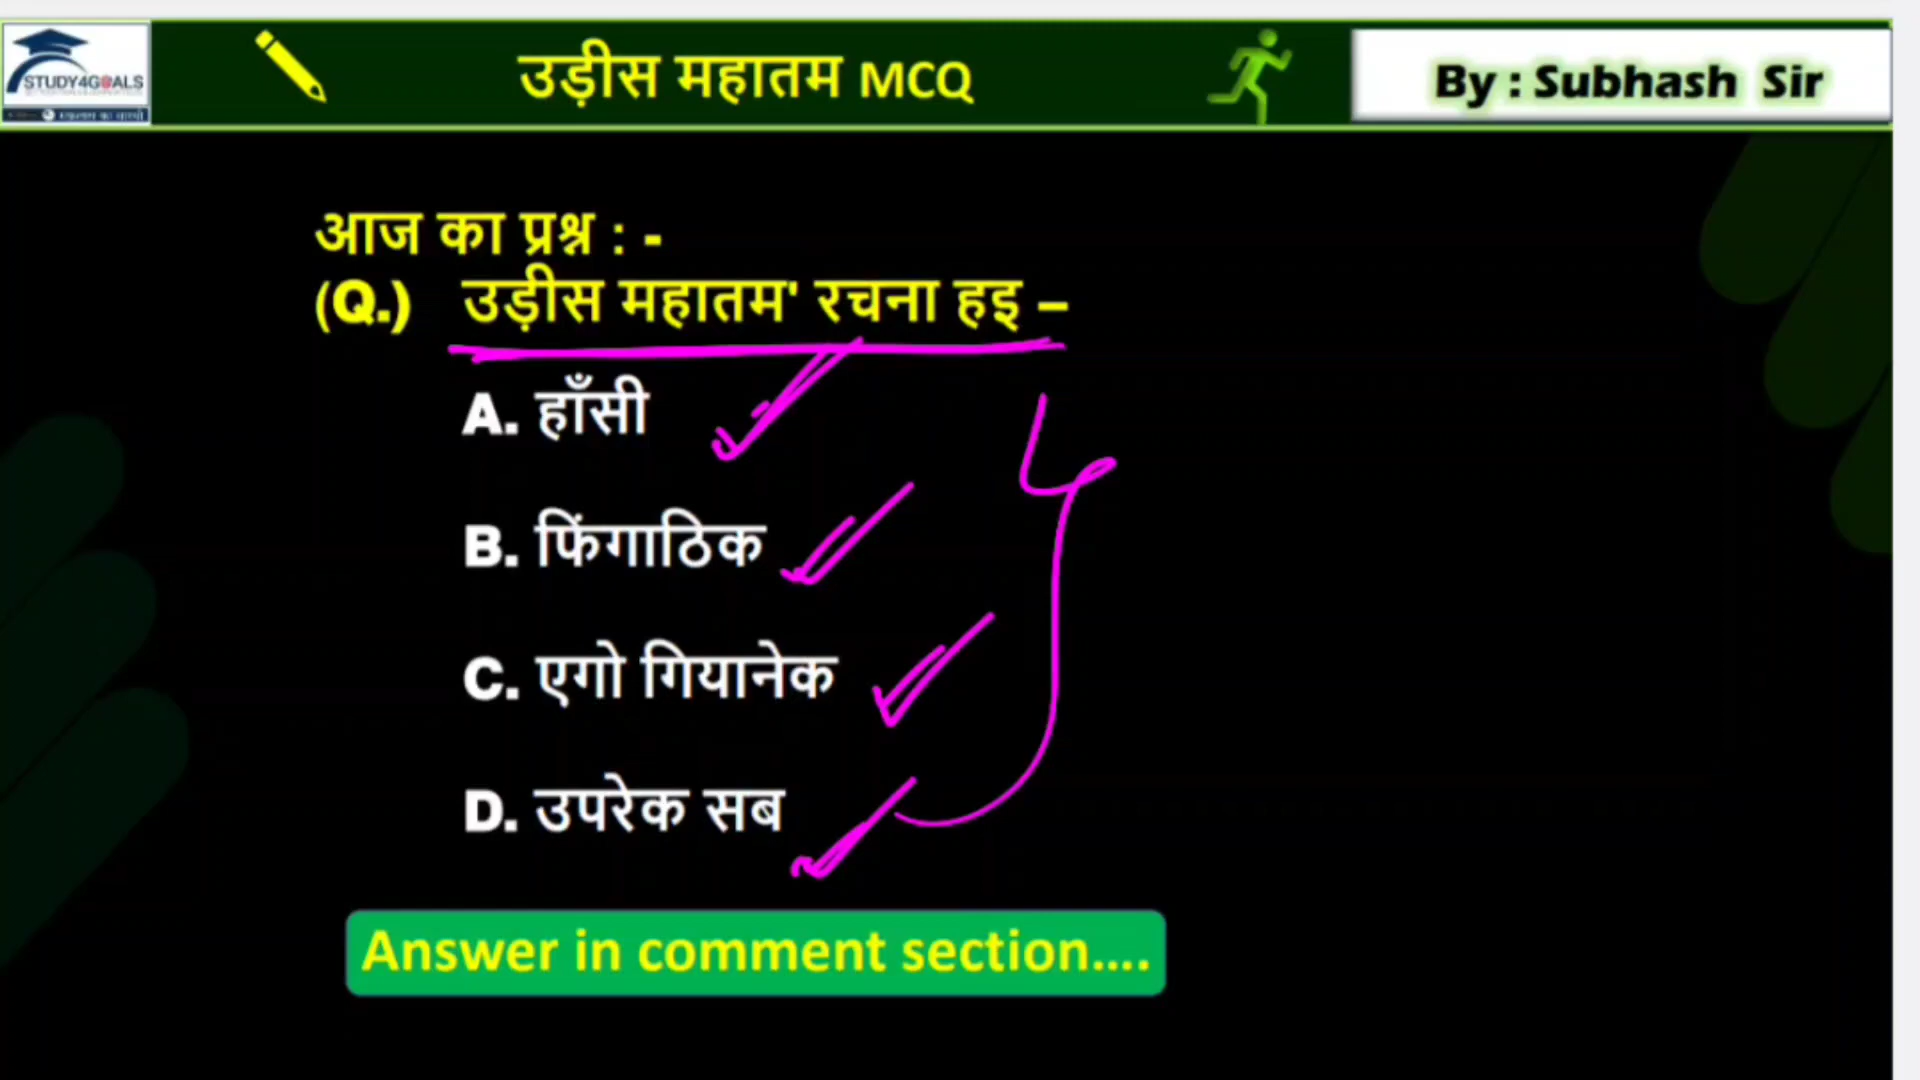 STUDY4GOALS
उड़ीस महातम MCQ
By : Subhash Sir
आज का प्रश्न : -
(Q.) उड़ीस महातम' रचना हइ –
A. हाँसी
B. फिंगाठिक
C. एगो गियानेक
D. उपरेक सब
Answer in comment section....